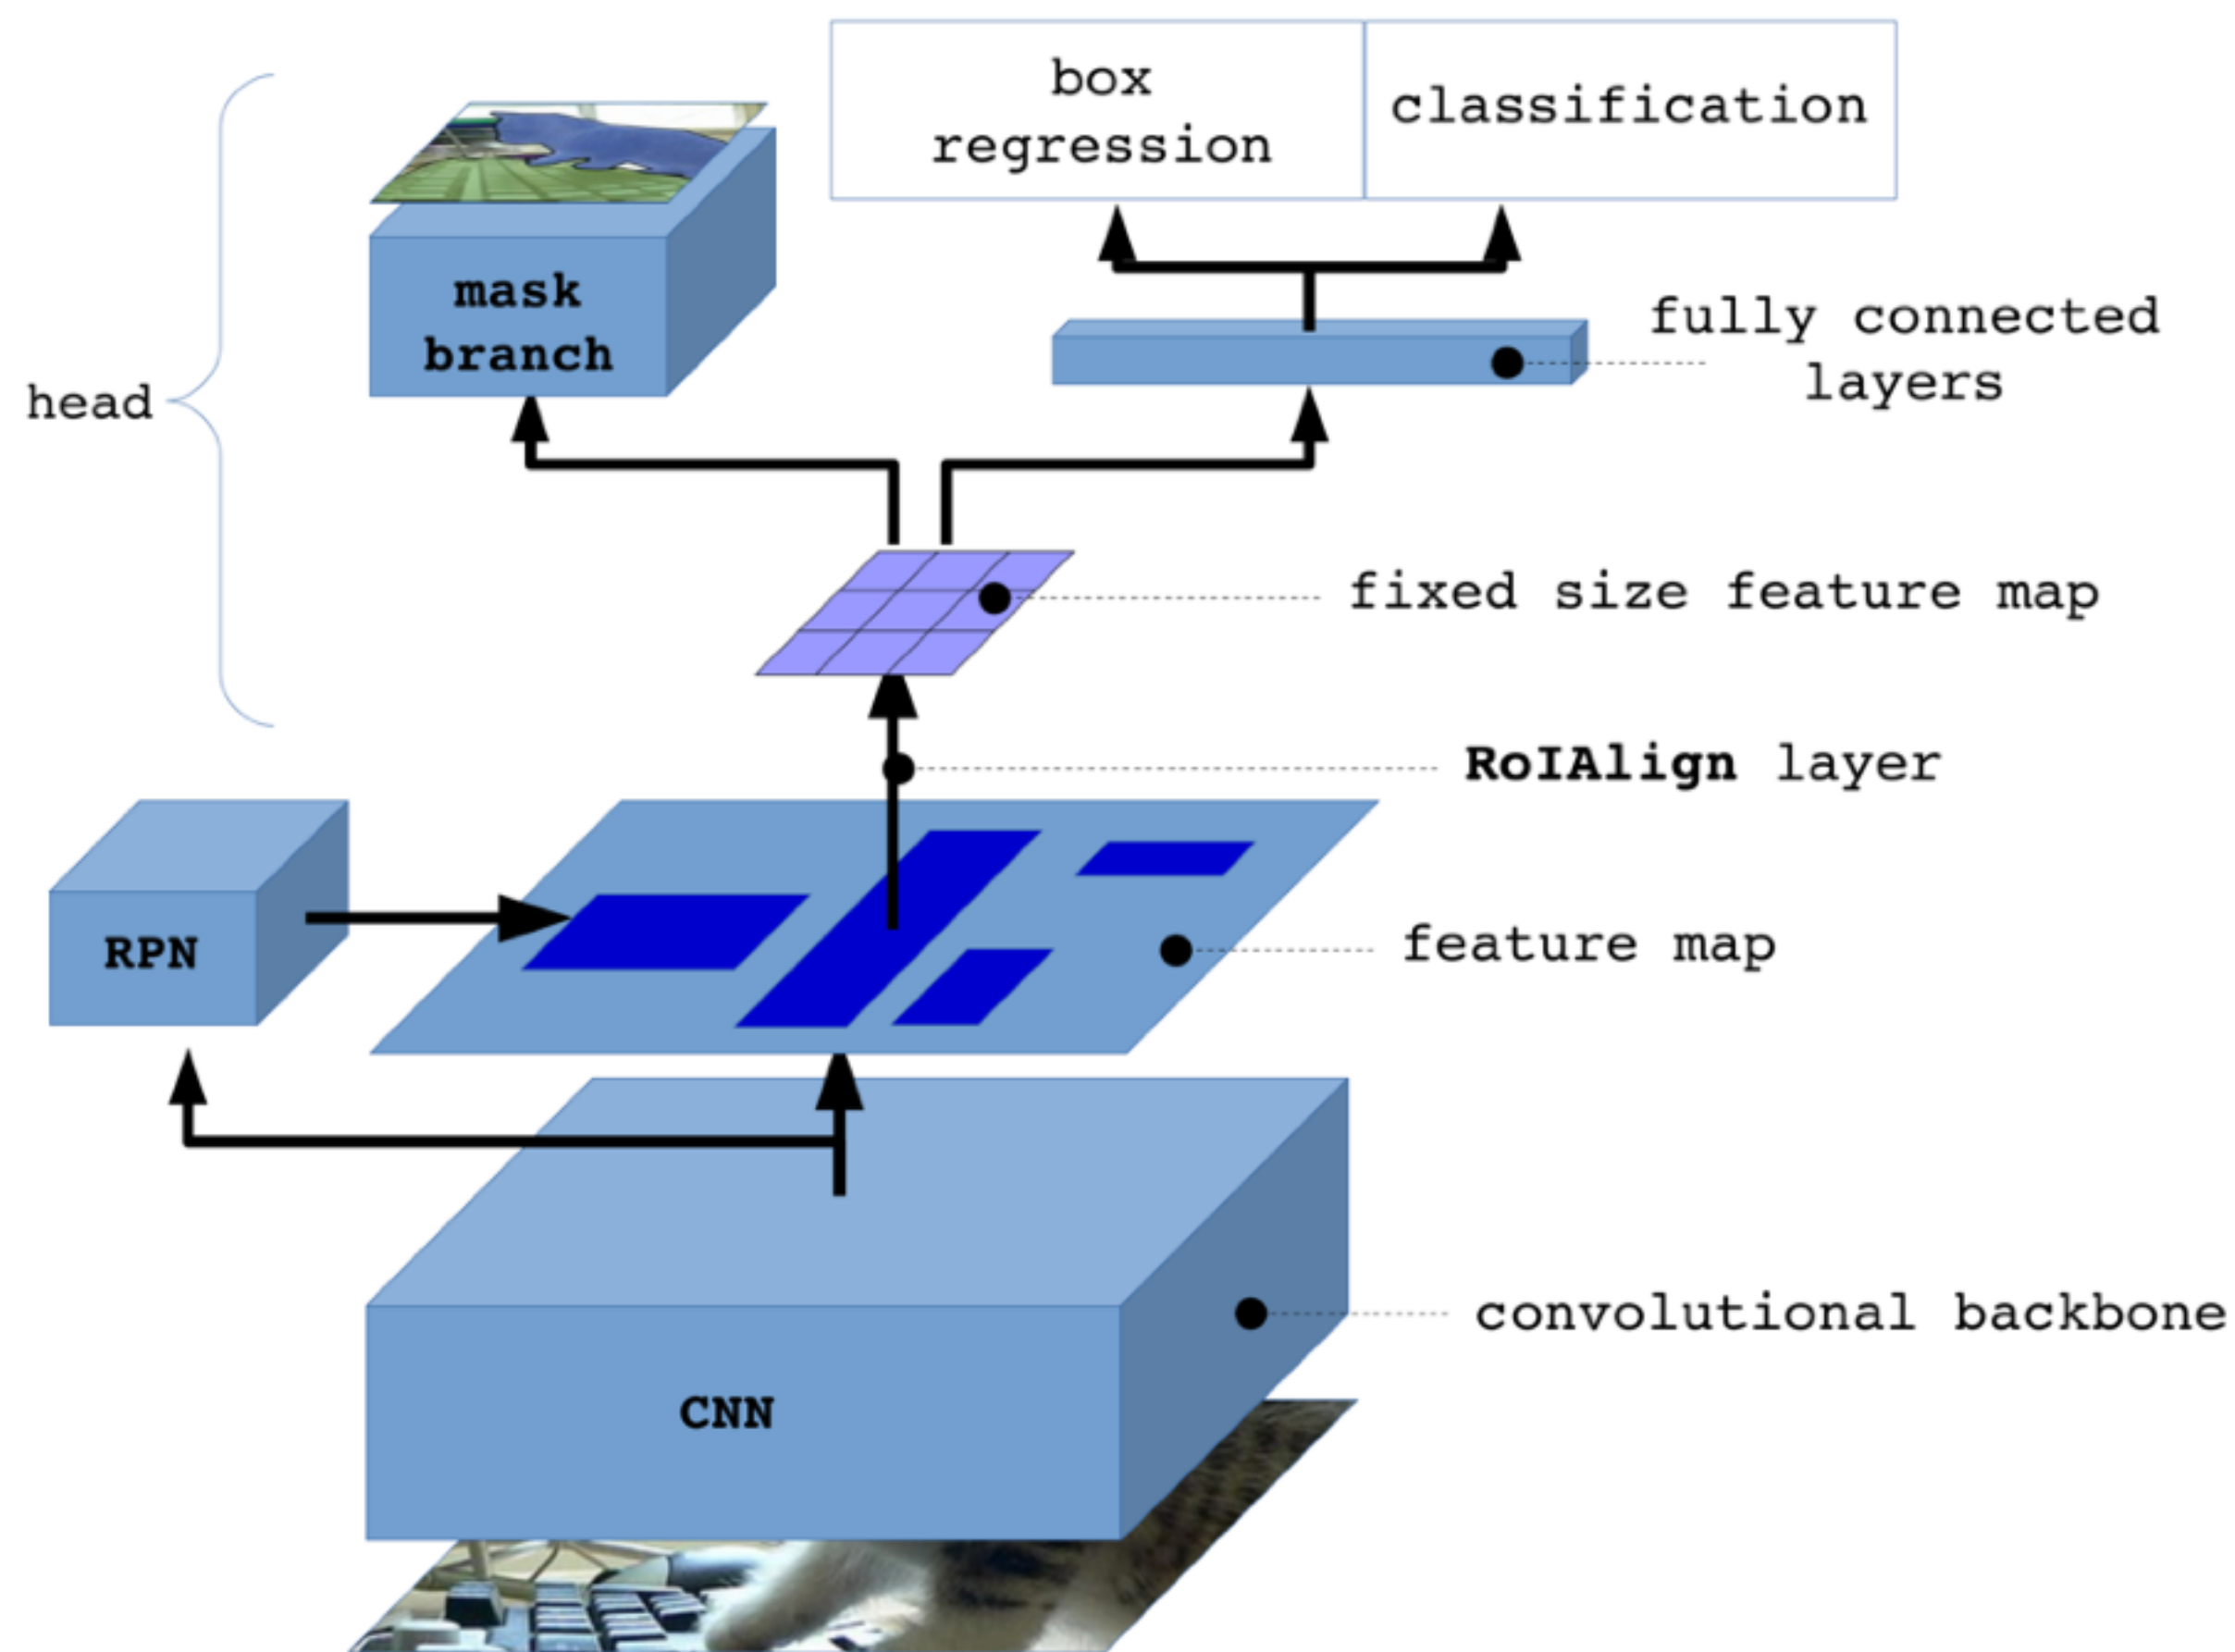 box
regression
classification
mask
branch
fully connected
layers
head
fixed size feature map
RoIAlign layer
RPN
feature map
convolutional backbone
CNN